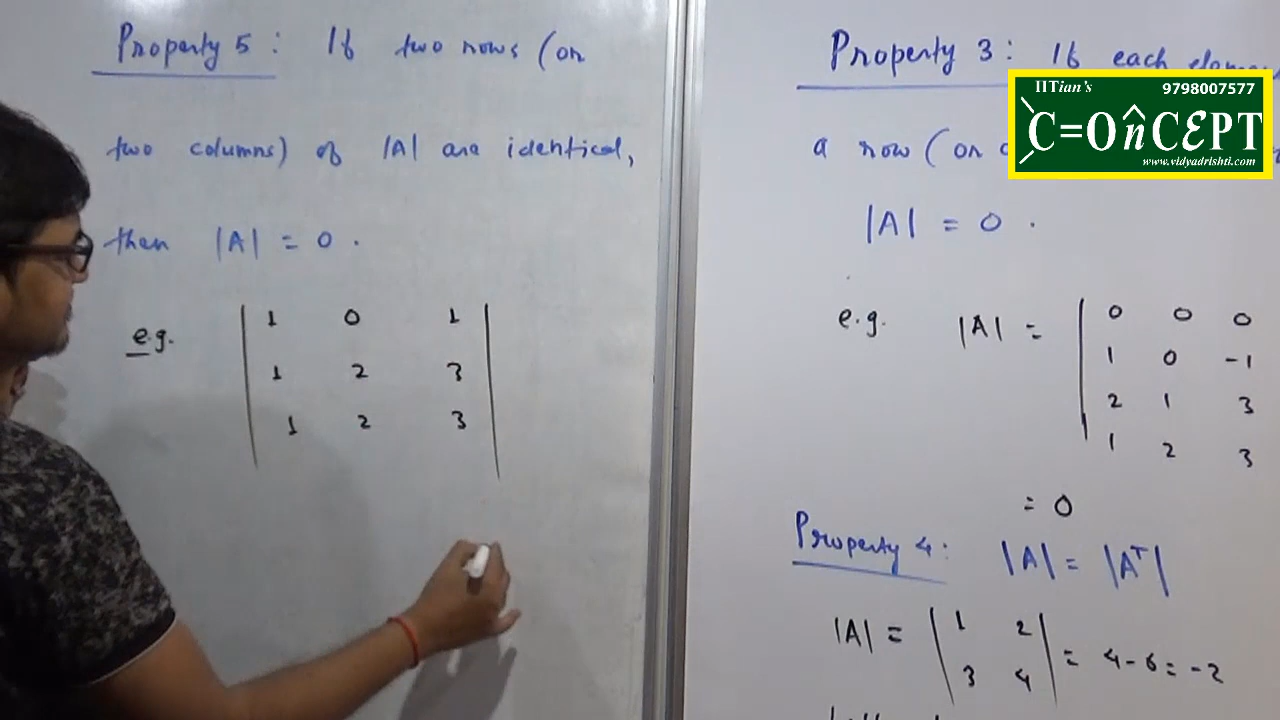 Property 5 : If two rows (or
two columns) of |A| are identical,
then |A| = 0 .
e.g.
1 0 1
1 2 3
1 2 3
Property 3 : If each
a row (or
|A| = 0 .
e.g. |A| =
0 0 0
1 0 -1
2 1 3
1 2 3
= 0
Property 4 : |A| = |Aᵀ|
|A| = | 1 2 | = 4 - 6 = -2
3 4
IITian's 9798007577
C=On̂CƐPT
www.vidyadrishti.com